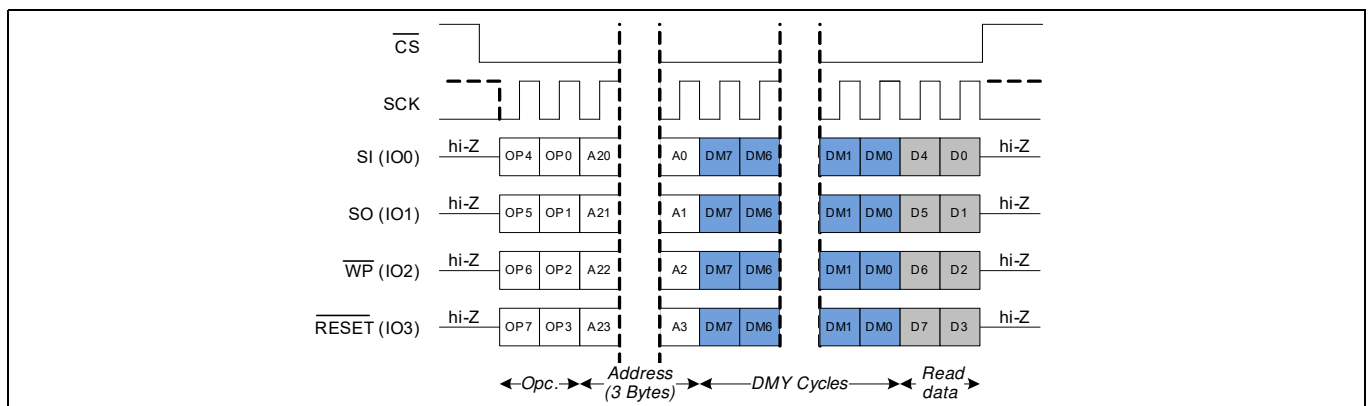 CS
SCK
SI (IO0) hi-Z OP4 OP0 A20 A0 DM7 DM6 DM1 DM0 D4 D0 hi-Z
SO (IO1) hi-Z OP5 OP1 A21 A1 DM7 DM6 DM1 DM0 D5 D1 hi-Z
WP (IO2) hi-Z OP6 OP2 A22 A2 DM7 DM6 DM1 DM0 D6 D2 hi-Z
RESET (IO3) hi-Z OP7 OP3 A23 A3 DM7 DM6 DM1 DM0 D7 D3 hi-Z
Opc. Address (3 Bytes) DMY Cycles Read data